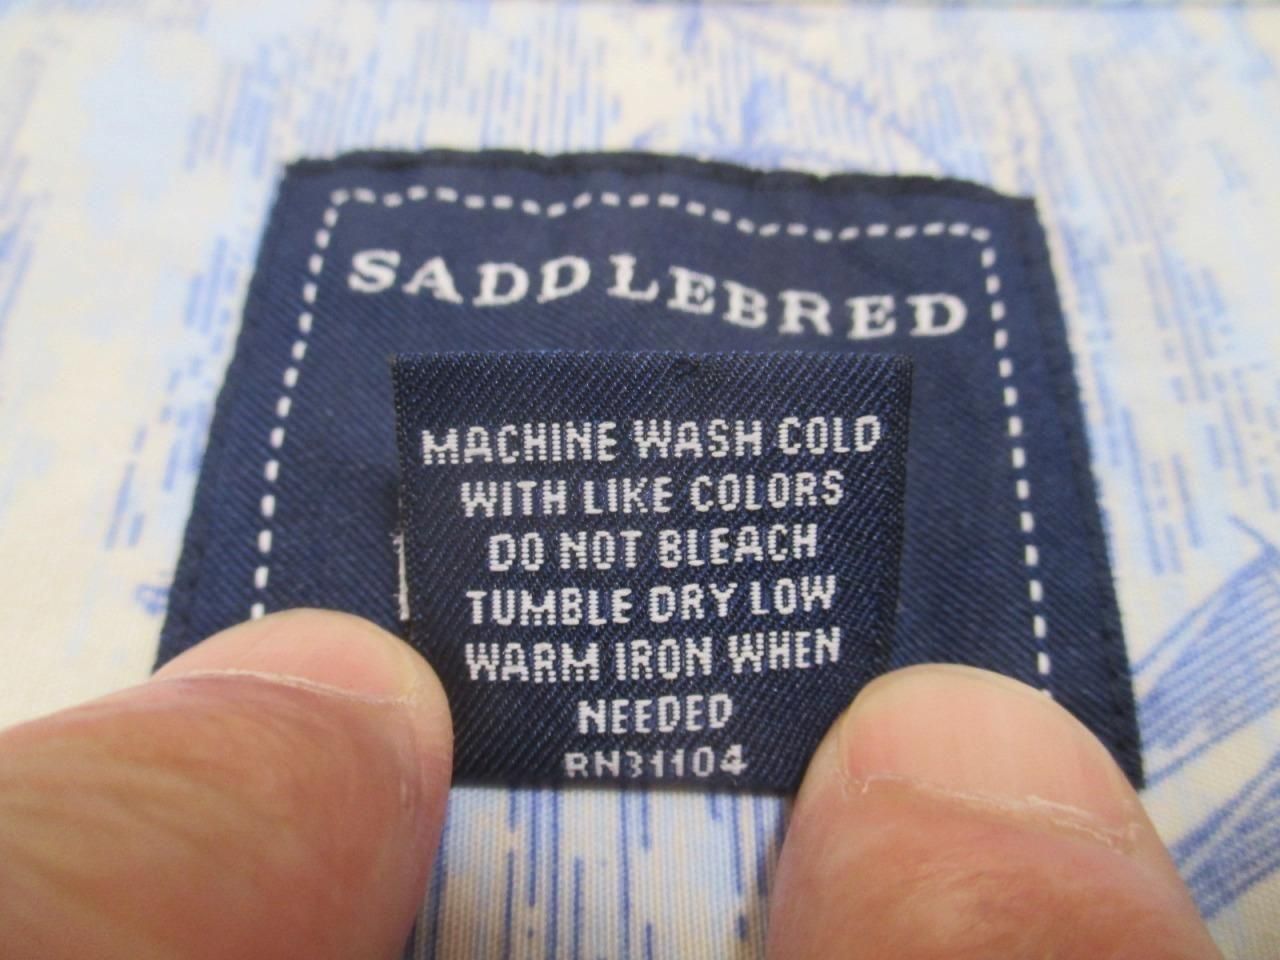 SADDLEBRED
MACHINE WASH COLD
WITH LIKE COLORS
DO NOT BLEACH
TUMBLE DRY LOW
WARM IRON WHEN
NEEDED
RN31104